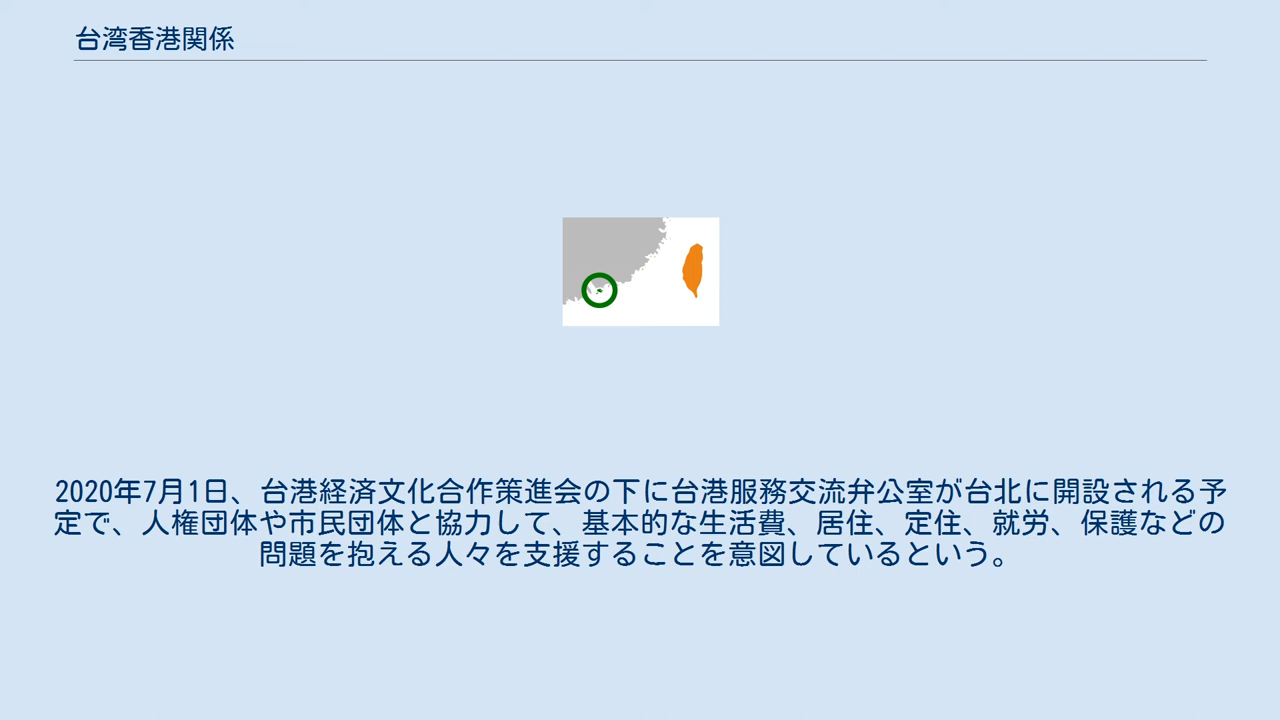 台湾香港関係
2020年7月1日、台港経済文化合作策進会の下に台港服務交流弁公室が台北に開設される予
定で、人権団体や市民団体と協力して、基本的な生活費、居住、定住、就労、保護などの
問題を抱える人々を支援することを意図しているという。